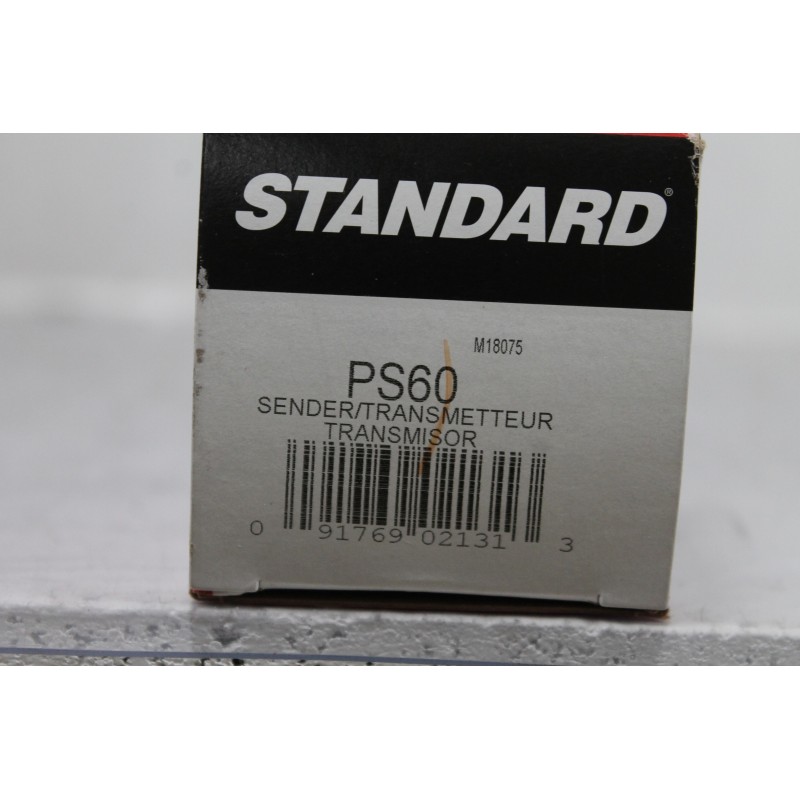 STANDARD®
M18075
PS60
SENDER/TRANSMETTEUR
TRANSMISOR
0 91769 02131 3